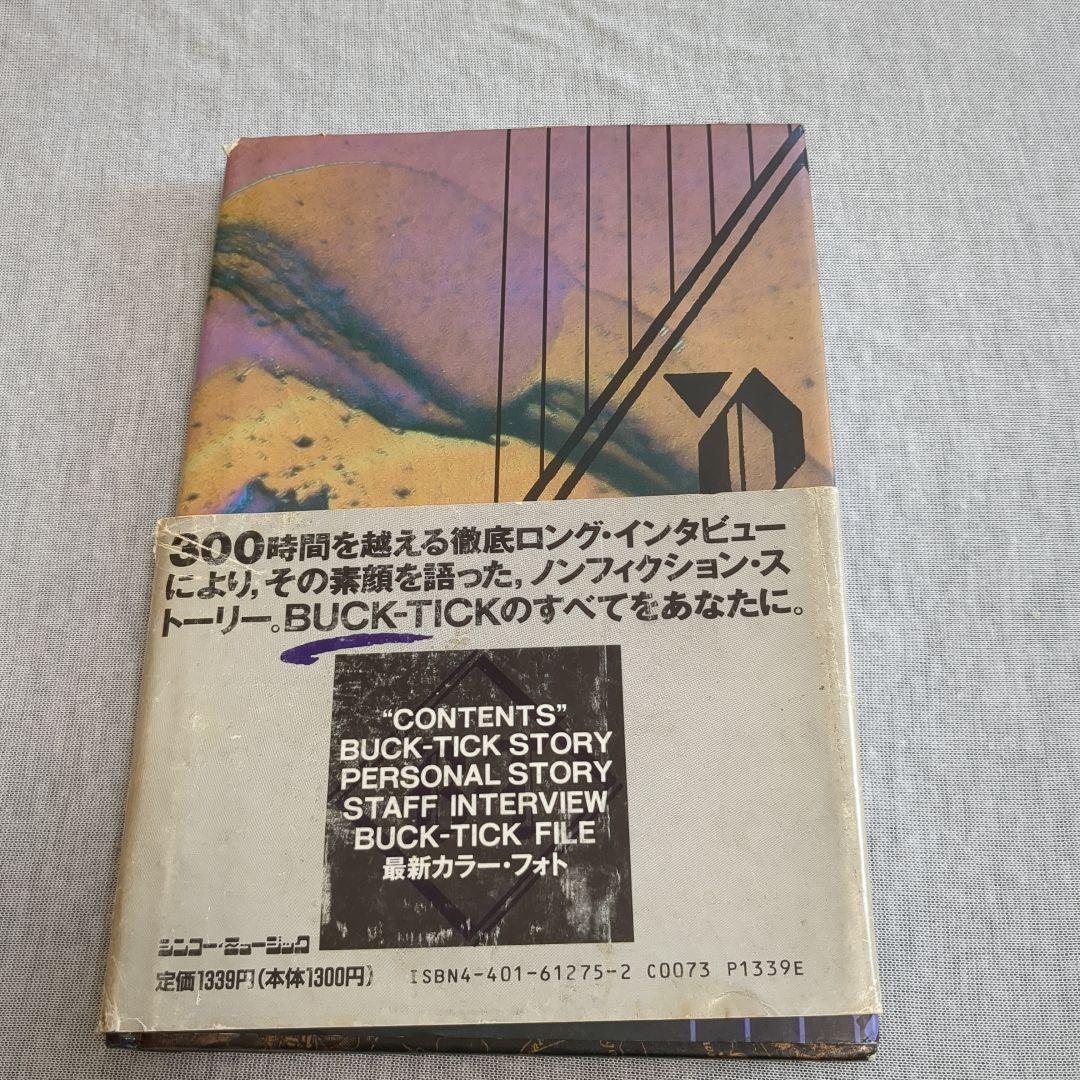 300時間を越える徹底ロング・インタビュー
により,その素顔を語った,ノンフィクション・ス
トーリー。BUCK-TICKのすべてをあなたに。
“CONTENTS”
BUCK-TICK STORY
PERSONAL STORY
STAFF INTERVIEW
BUCK-TICK FILE
最新カラー・フォト
シンコー・ミュージック
定価1339円(本体1300円)
ISBN4-401-61275-2 C0073 P1339E